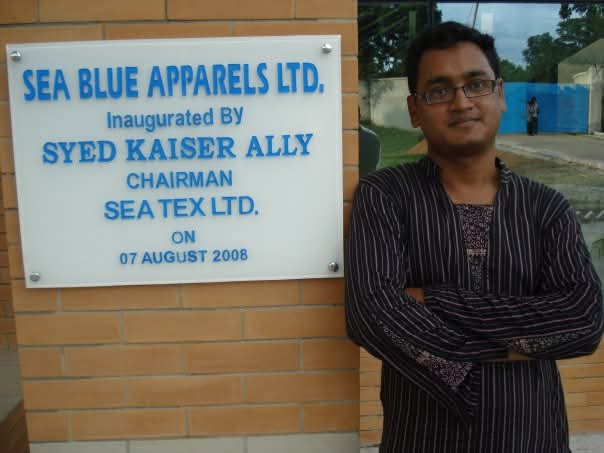 SEA BLUE APPARELS LTD.
Inaugurated By
SYED KAISER ALLY
CHAIRMAN
SEA TEX LTD.
ON
07 AUGUST 2008